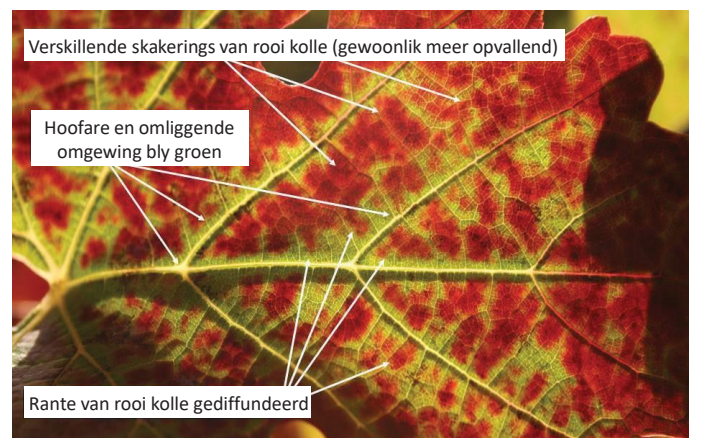 Verskillende skakerings van rooi kolle (gewoonlik meer opvallend)
Hoofare en omliggende
omgewing bly groen
Rante van rooi kolle gediffundeerd